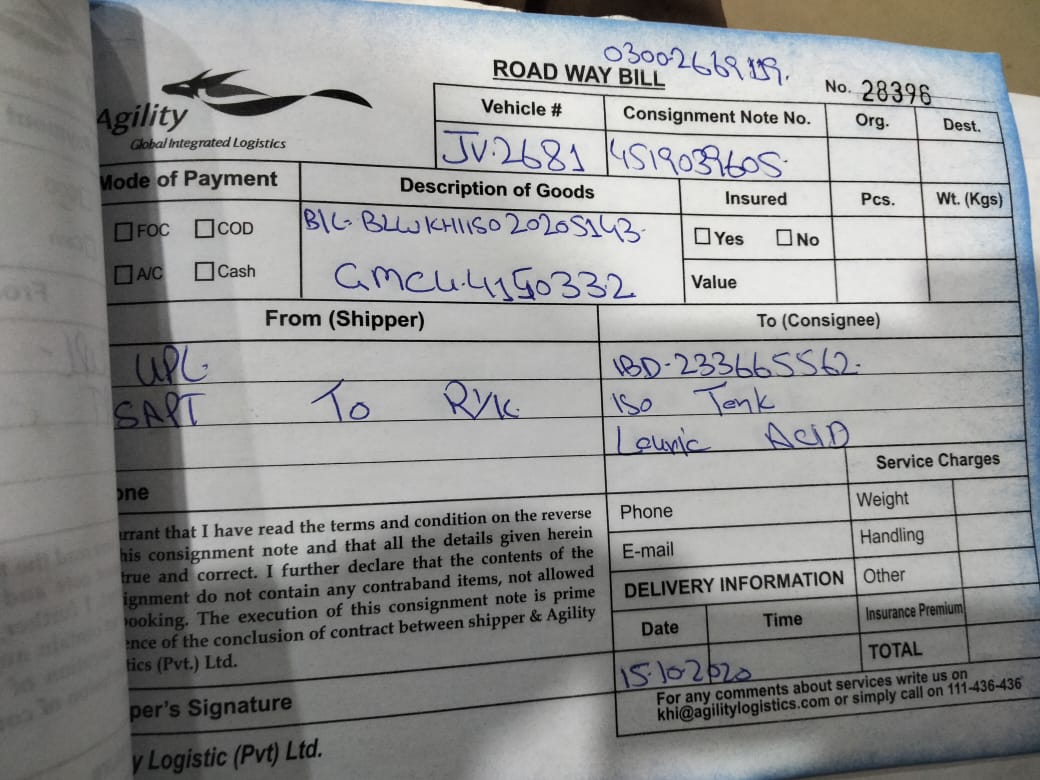 0300-2669119.
ROAD WAY BILL
No. 28396
Agility
Global Integrated Logistics
Vehicle # Consignment Note No. Org. Dest.
JV.2681 4519039605
Mode of Payment Description of Goods Insured Pcs. Wt. (Kgs)
FOC COD B/L- BLWKHIISO20205143 Yes No
A/C Cash GMCU.4150332 Value
From (Shipper) To (Consignee)
UPL IBD-233665562.
SAPT To RYK ISO Tank
Lauric ACID
Service Charges
one Phone Weight
E-mail Handling
DELIVERY INFORMATION Other
Date Time Insurance Premium
TOTAL
15.10.2020
rrant that I have read the terms and condition on the reverse
his consignment note and that all the details given herein
true and correct. I further declare that the contents of the
ignment do not contain any contraband items, not allowed
ooking. The execution of this consignment note is prime
ence of the conclusion of contract between shipper & Agility
tics (Pvt.) Ltd.
per's Signature
For any comments about services write us on
khi@agilitylogistics.com or simply call on 111-436-436
y Logistic (Pvt) Ltd.